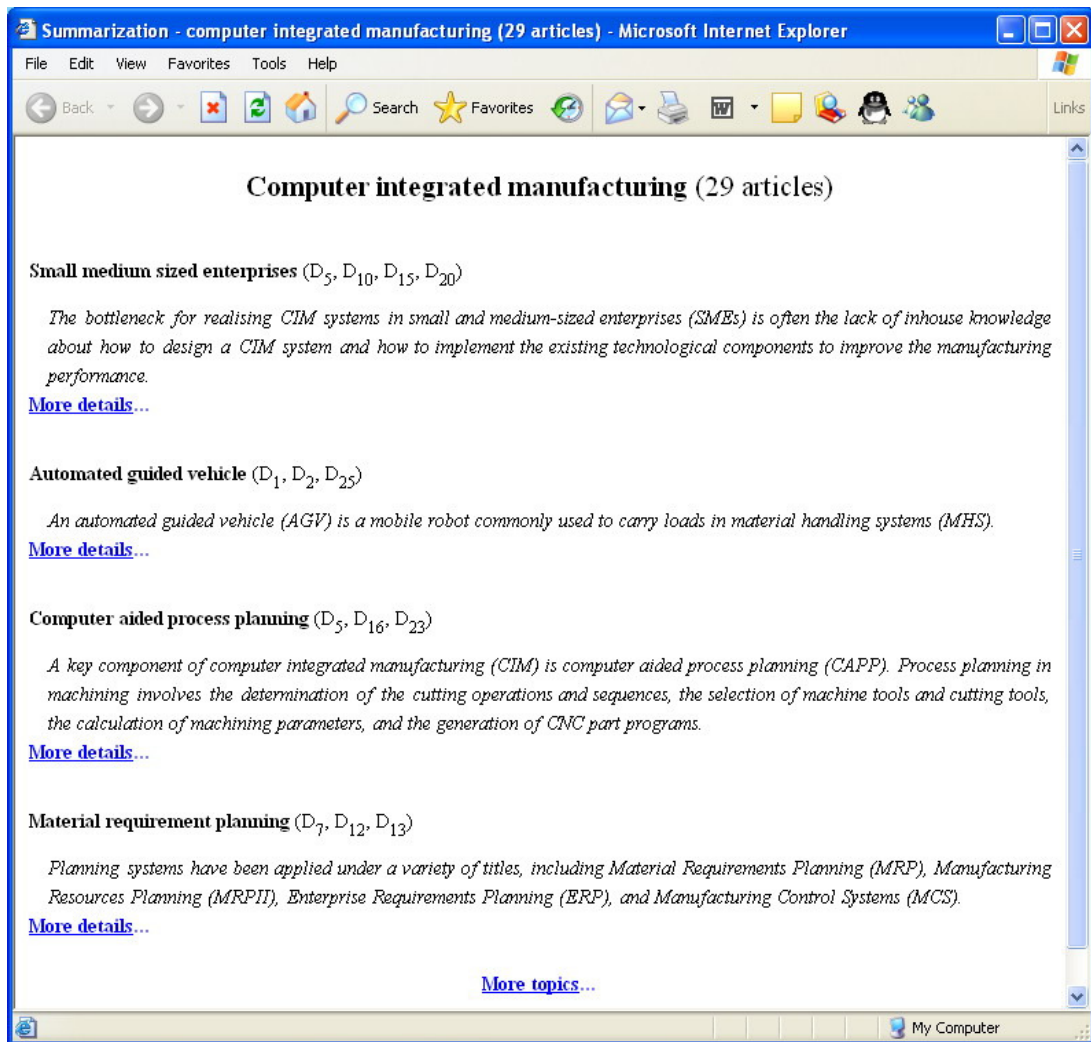 Summarization - computer integrated manufacturing (29 articles) - Microsoft Internet Explorer
File Edit View Favorites Tools Help
Back Search Favorites Links
Computer integrated manufacturing (29 articles)
Small medium sized enterprises (D5, D10, D15, D20)
The bottleneck for realising CIM systems in small and medium-sized enterprises (SMEs) is often the lack of inhouse knowledge
about how to design a CIM system and how to implement the existing technological components to improve the manufacturing
performance.
More details...
Automated guided vehicle (D1, D2, D25)
An automated guided vehicle (AGV) is a mobile robot commonly used to carry loads in material handling systems (MHS).
More details...
Computer aided process planning (D5, D16, D23)
A key component of computer integrated manufacturing (CIM) is computer aided process planning (CAPP). Process planning in
machining involves the determination of the cutting operations and sequences, the selection of machine tools and cutting tools,
the calculation of machining parameters, and the generation of CNC part programs.
More details...
Material requirement planning (D7, D12, D13)
Planning systems have been applied under a variety of titles, including Material Requirements Planning (MRP), Manufacturing
Resources Planning (MRPII), Enterprise Requirements Planning (ERP), and Manufacturing Control Systems (MCS).
More details...
More topics...
My Computer